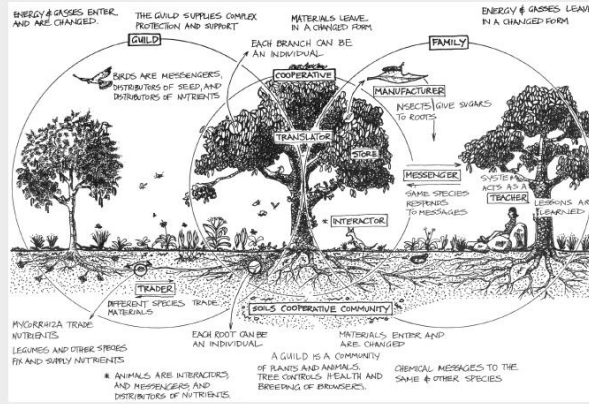 ENERGY & GASSES ENTER
AND ARE CHANGED.
THE GUILD SUPPLIES COMPLEX
PROTECTION AND SUPPORT
MATERIALS LEAVE
IN A CHANGED FORM
ENERGY & GASSES LEAVE
IN A CHANGED FORM
GUILD
FAMILY
EACH BRANCH CAN BE
AN INDIVIDUAL
BIRDS ARE MESSENGERS,
DISTRIBUTORS OF SEED, AND
DISTRIBUTORS OF NUTRIENTS
COOPERATIVE
MANUFACTURER
INSECTS GIVE SUGARS
TO ROOTS
TRANSLATOR
STORE
MESSENGER
SAME SPECIES
RESPONDS
TO MESSAGES
SYSTEM
ACTS AS A
TEACHER
LESSONS ARE
LEARNED
* INTERACTOR
TRADER
DIFFERENT SPECIES TRADE
MATERIALS
SOILS COOPERATIVE COMMUNITY
MYCORRHIZA TRADE
NUTRIENTS
LEGUMES AND OTHER SPECIES
FIX AND SUPPLY NUTRIENTS
EACH ROOT CAN BE
AN INDIVIDUAL
MATERIALS ENTER AND
ARE CHANGED
* ANIMALS ARE INTERACTORS,
AND MESSENGERS, AND
DISTRIBUTORS OF NUTRIENTS.
A GUILD IS A COMMUNITY
OF PLANTS AND ANIMALS.
TREE CONTROLS HEALTH AND
BREEDING OF BROWSERS.
CHEMICAL MESSAGES TO THE
SAME & OTHER SPECIES